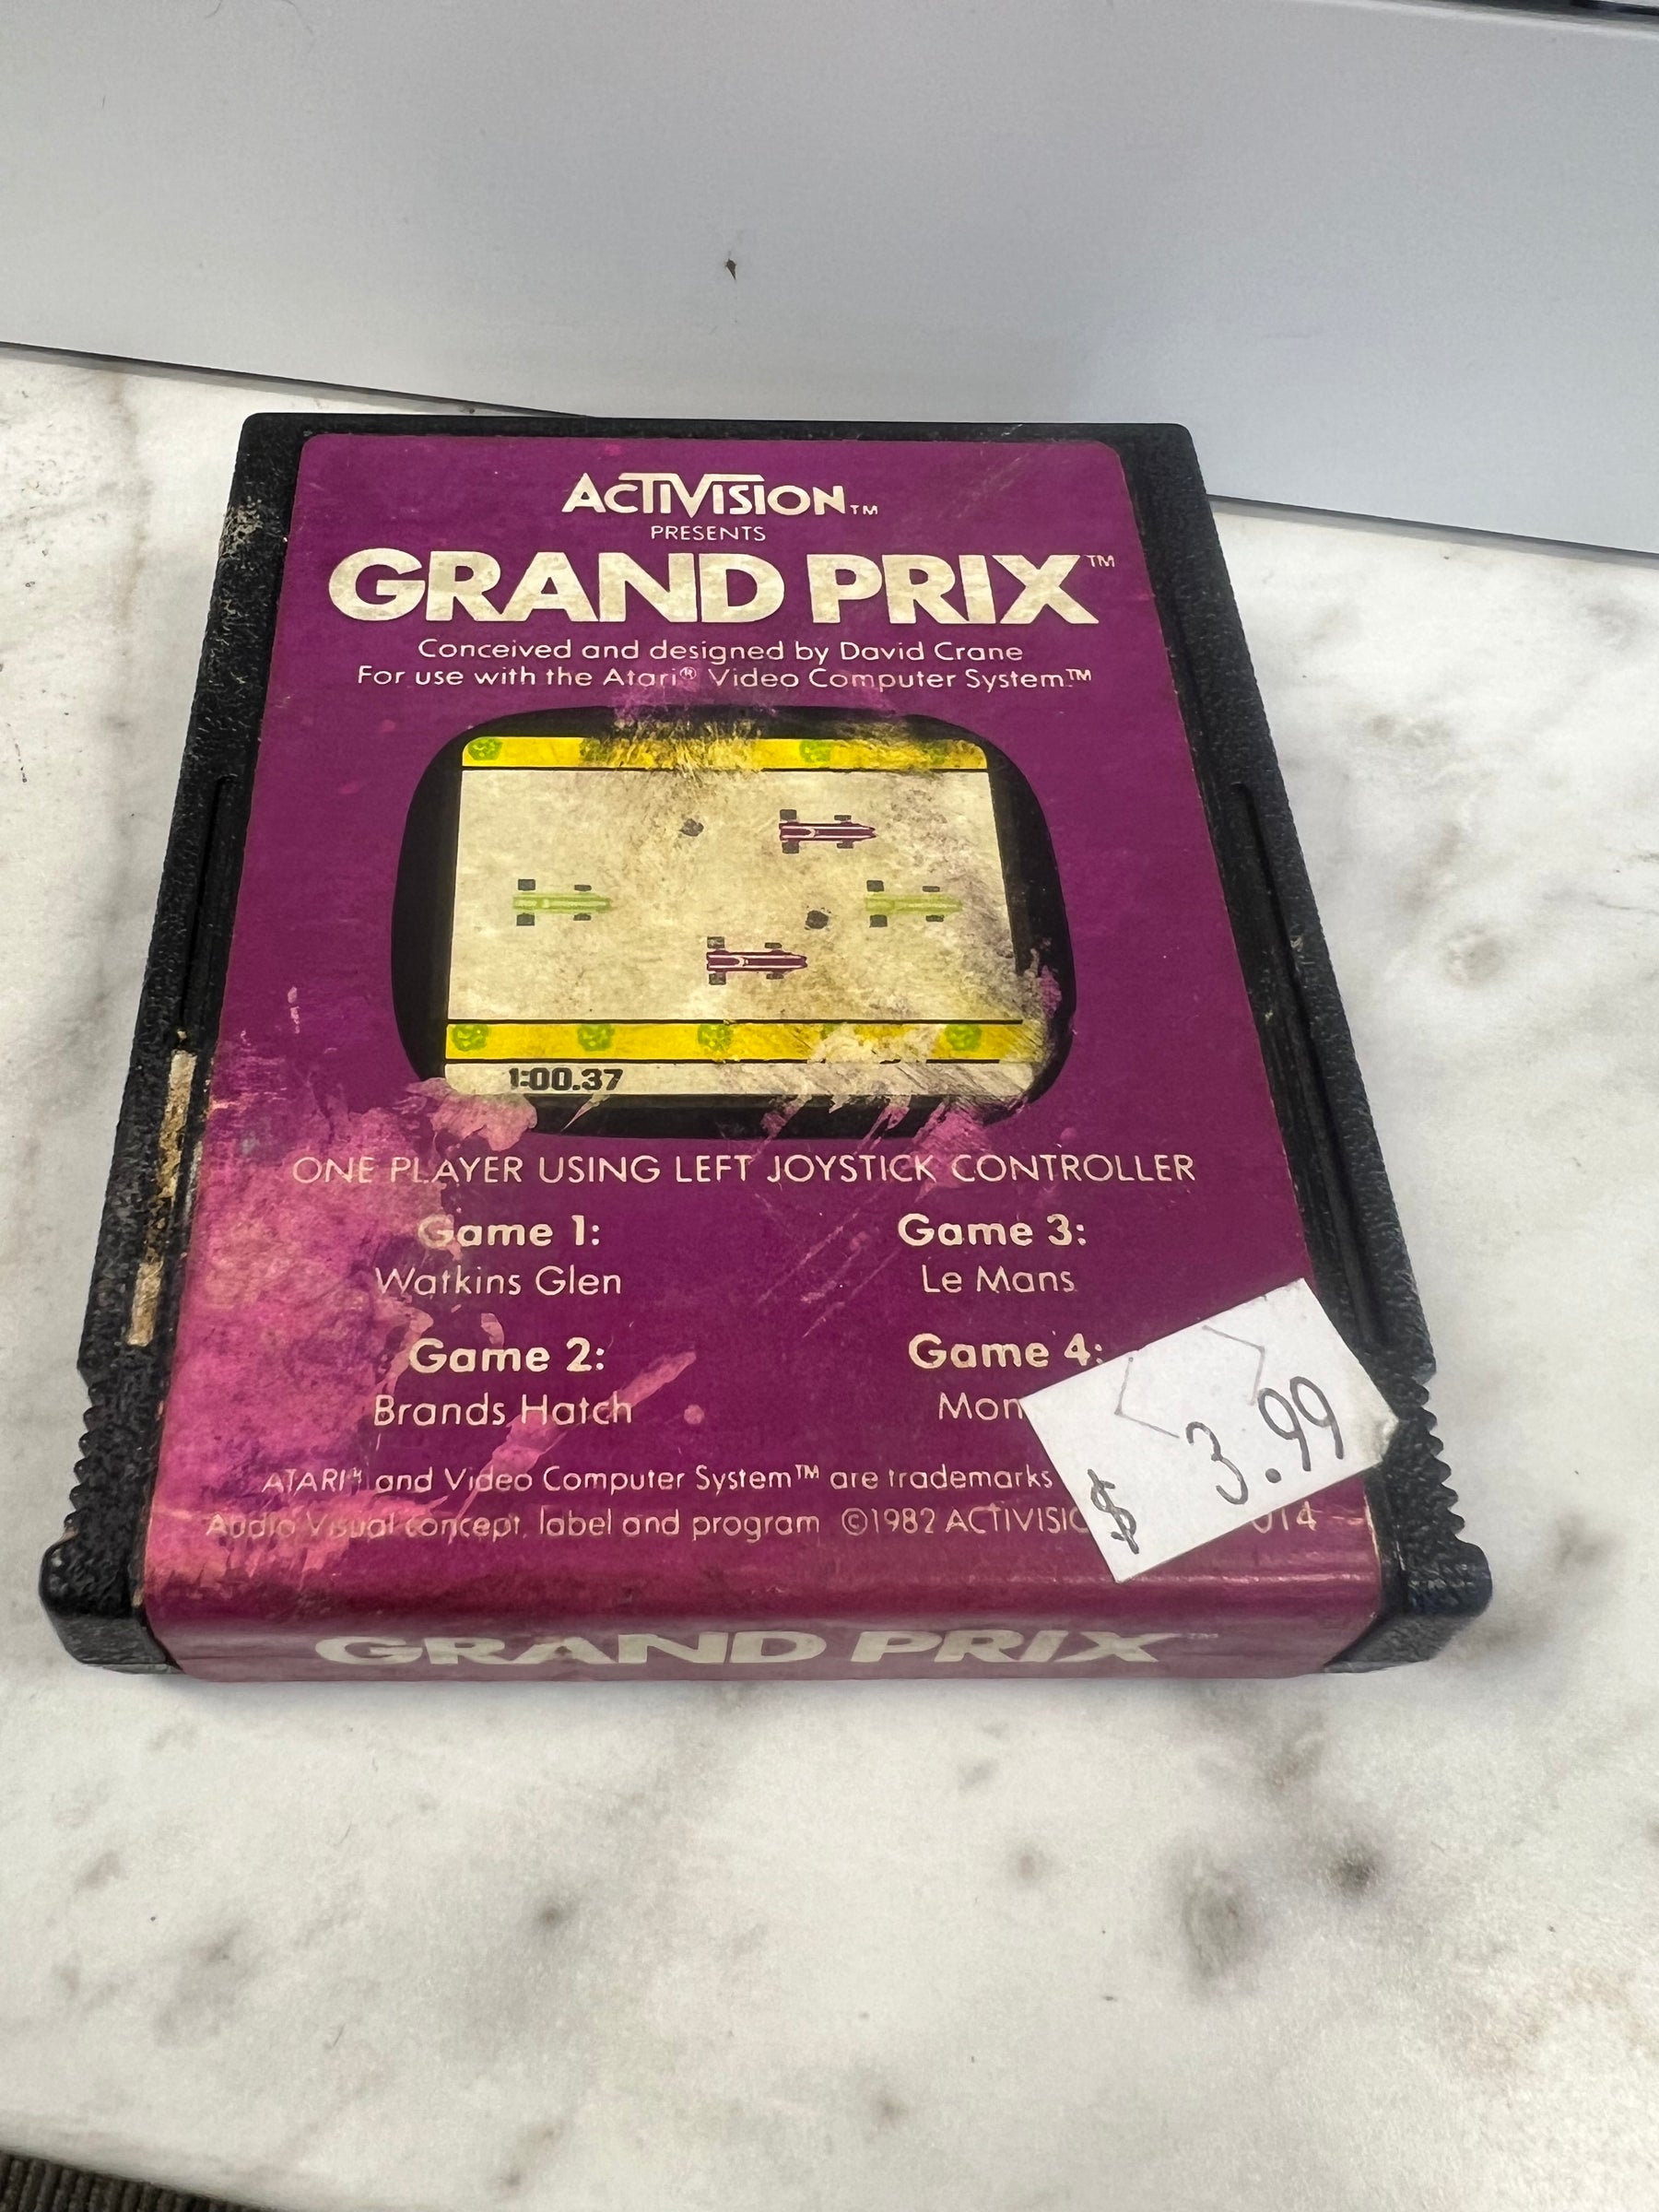 ACTIVISION™
PRESENTS
GRAND PRIX™
Conceived and designed by David Crane
For use with the Atari® Video Computer System™
1:00.37
ONE PLAYER USING LEFT JOYSTICK CONTROLLER
Game 1:
Watkins Glen
Game 2:
Brands Hatch
Game 3:
Le Mans
Game 4:
Mon
$ 3.99
ATARI® and Video Computer System™ are trademarks
Audio Visual concept, label and program ©1982 ACTIVISIO
014
GRAND PRIX™